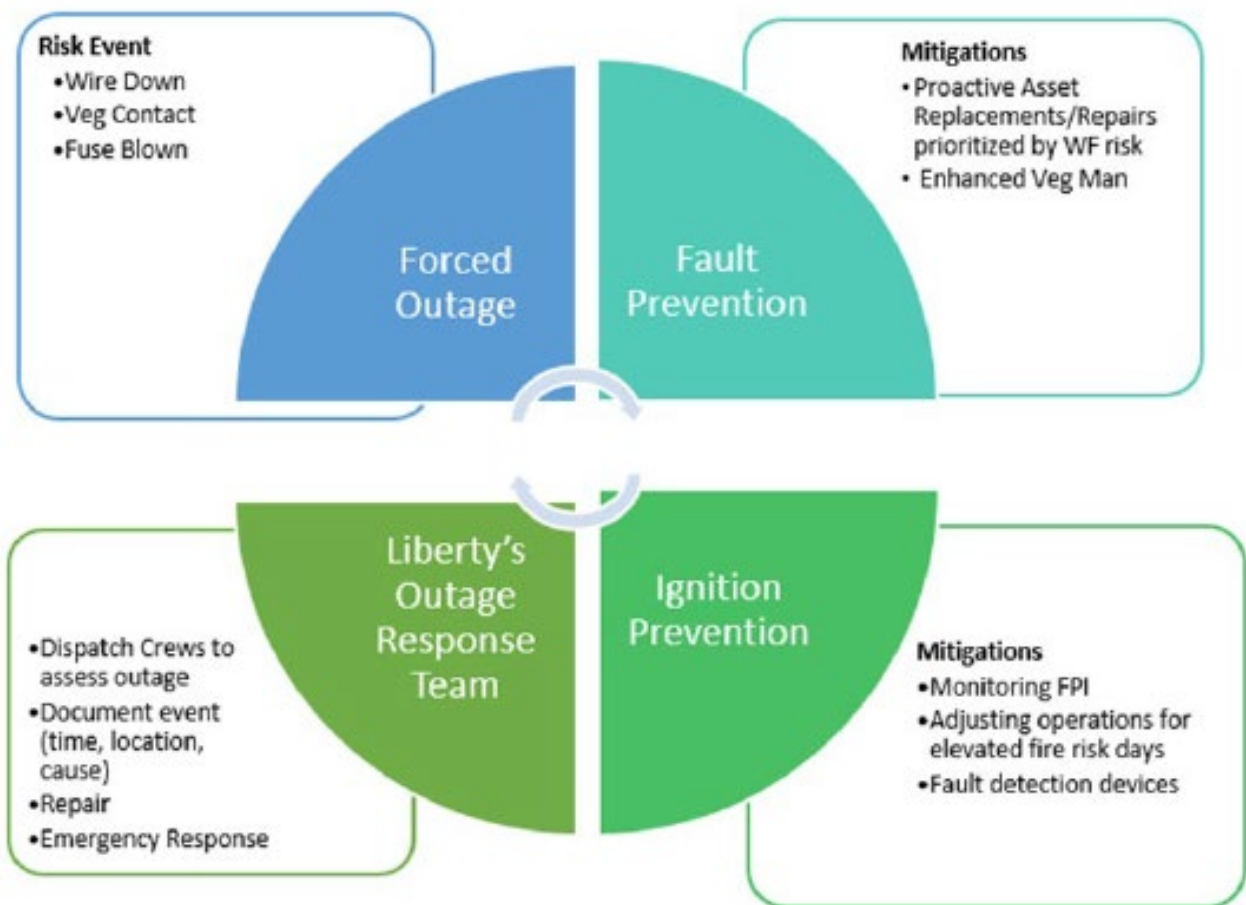 Risk Event
•Wire Down
•Veg Contact
•Fuse Blown
Forced
Outage
Mitigations
• Proactive Asset
Replacements/Repairs
prioritized by WF risk
• Enhanced Veg Man
Fault
Prevention
Liberty's
Outage
Response
Team
•Dispatch Crews to
assess outage
•Document event
(time, location,
cause)
•Repair
•Emergency Response
Ignition
Prevention
Mitigations
•Monitoring FPI
•Adjusting operations for
elevated fire risk days
•Fault detection devices